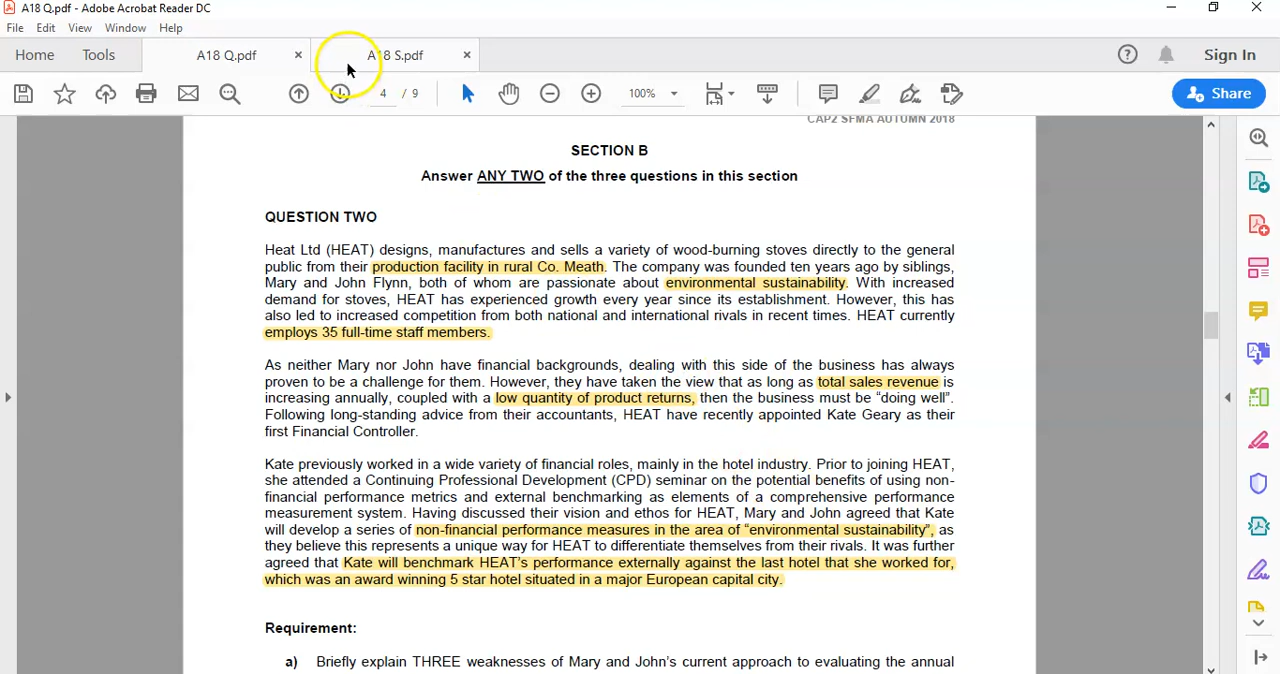 A18 Q.pdf - Adobe Acrobat Reader DC
File Edit View Window Help
Home Tools A18 Q.pdf × A18 S.pdf × Sign In
4 / 9 100% Share
CAP2 SFMA AUTUMN 2018
SECTION B
Answer ANY TWO of the three questions in this section
QUESTION TWO
Heat Ltd (HEAT) designs, manufactures and sells a variety of wood-burning stoves directly to the general
public from their production facility in rural Co. Meath. The company was founded ten years ago by siblings,
Mary and John Flynn, both of whom are passionate about environmental sustainability. With increased
demand for stoves, HEAT has experienced growth every year since its establishment. However, this has
also led to increased competition from both national and international rivals in recent times. HEAT currently
employs 35 full-time staff members.
As neither Mary nor John have financial backgrounds, dealing with this side of the business has always
proven to be a challenge for them. However, they have taken the view that as long as total sales revenue is
increasing annually, coupled with a low quantity of product returns, then the business must be “doing well”.
Following long-standing advice from their accountants, HEAT have recently appointed Kate Geary as their
first Financial Controller.
Kate previously worked in a wide variety of financial roles, mainly in the hotel industry. Prior to joining HEAT,
she attended a Continuing Professional Development (CPD) seminar on the potential benefits of using non-
financial performance metrics and external benchmarking as elements of a comprehensive performance
measurement system. Having discussed their vision and ethos for HEAT, Mary and John agreed that Kate
will develop a series of non-financial performance measures in the area of “environmental sustainability”, as
they believe this represents a unique way for HEAT to differentiate themselves from their rivals. It was further
agreed that Kate will benchmark HEAT’s performance externally against the last hotel that she worked for,
which was an award winning 5 star hotel situated in a major European capital city.
Requirement:
a) Briefly explain THREE weaknesses of Mary and John’s current approach to evaluating the annual